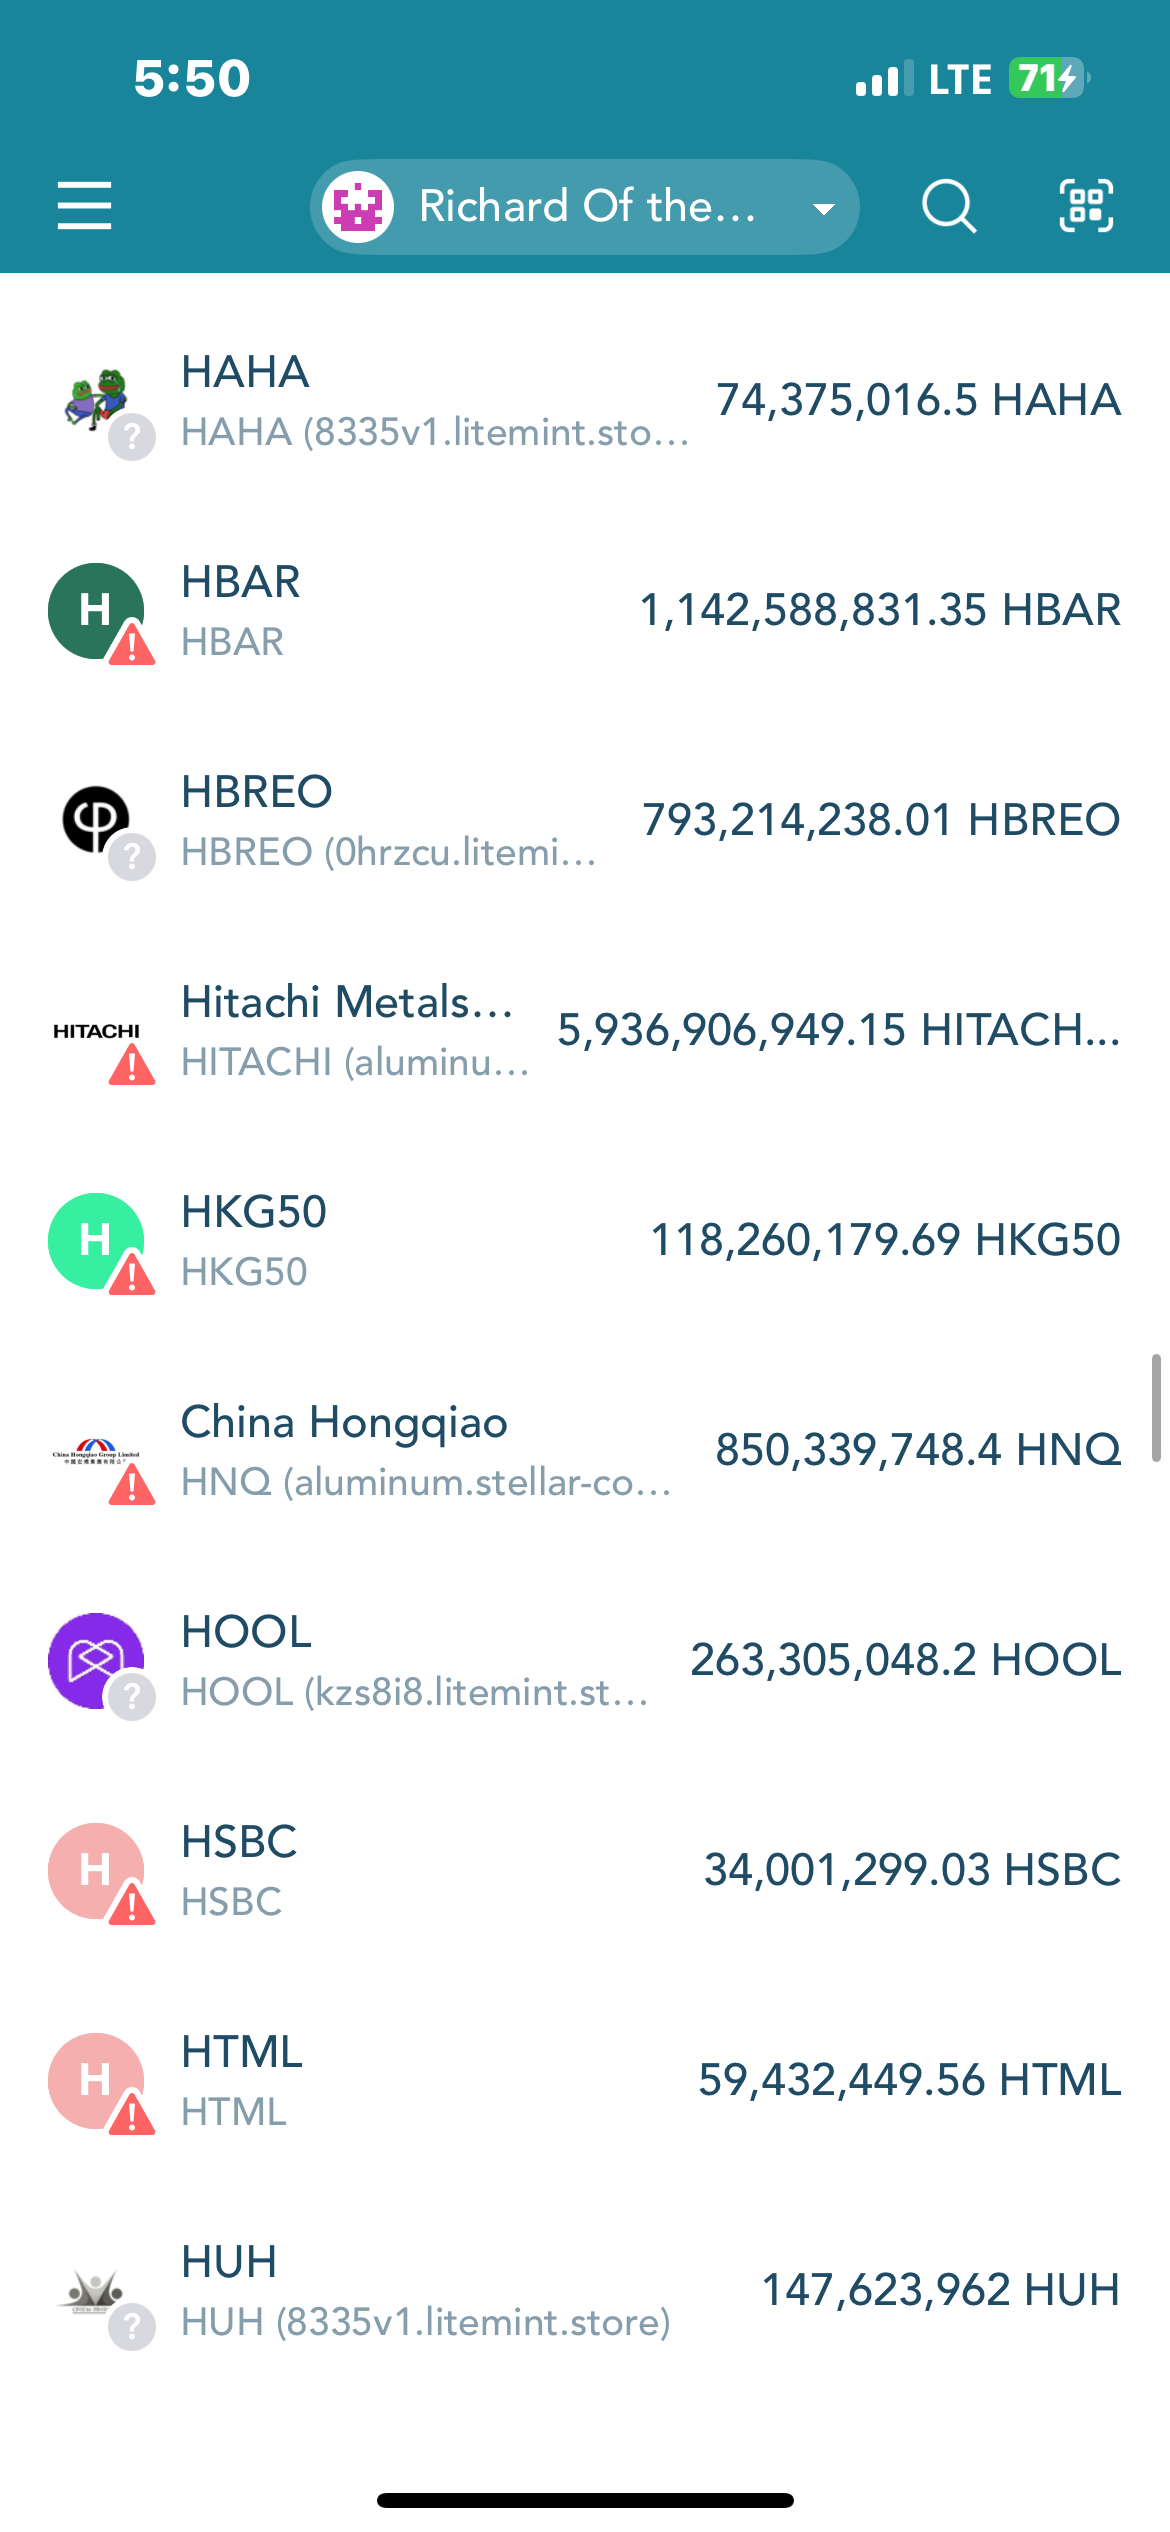 5:50
LTE 71
Richard Of the...
HAHA
HAHA (8335v1.litemint.sto...
74,375,016.5 HAHA
H
HBAR
HBAR
1,142,588,831.35 HBAR
HBREO
HBREO (0hrzcu.litemi...
793,214,238.01 HBREO
HITACHI
Hitachi Metals...
HITACHI (aluminu...
5,936,906,949.15 HITACH...
H
HKG50
HKG50
118,260,179.69 HKG50
China Hongqiao Group Limited
China Hongqiao
HNQ (aluminum.stellar-co...
850,339,748.4 HNQ
HOOL
HOOL (kzs8i8.litemint.st...
263,305,048.2 HOOL
H
HSBC
HSBC
34,001,299.03 HSBC
H
HTML
HTML
59,432,449.56 HTML
HUH
HUH (8335v1.litemint.store)
147,623,962 HUH